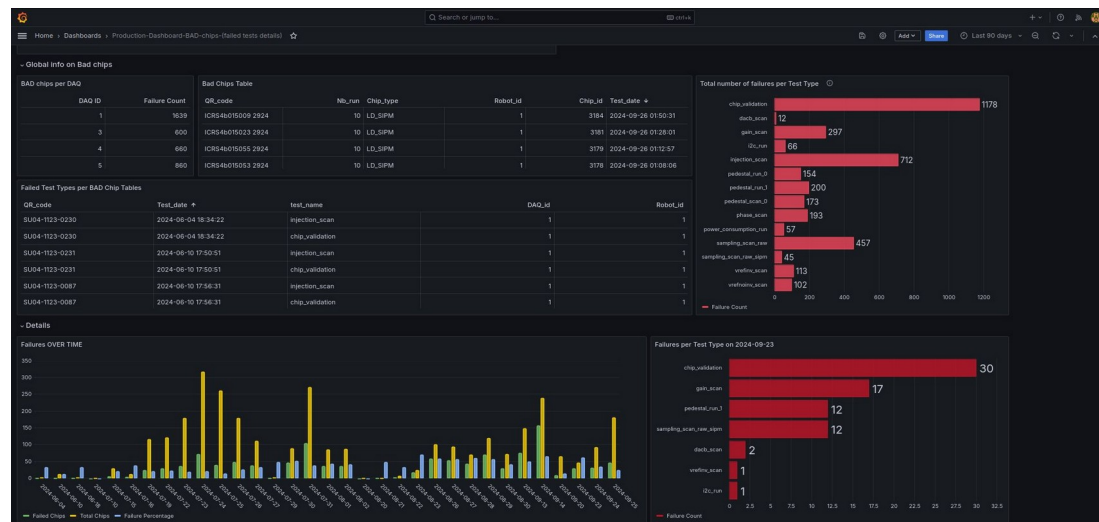 Search or jump to...
ctrl+k
Home › Dashboards › Production-Dashboard-BAD-chips-(failed tests details)
Add
Share
Last 90 days
Global info on Bad chips
BAD chips per DAQ
DAQ ID Failure Count
1 1639
3 600
4 660
5 860
Bad Chips Table
QR_code Nb_run Chip_type Robot_id Chip_id Test_date
ICRS4b015009 2924 10 LD_SIPM 1 3184 2024-09-26 01:50:31
ICRS4b015023 2924 10 LD_SIPM 1 3181 2024-09-26 01:28:01
ICRS4b015055 2924 10 LD_SIPM 1 3179 2024-09-26 01:12:57
ICRS4b015053 2924 10 LD_SIPM 1 3178 2024-09-26 01:08:06
Total number of failures per Test Type
chip_validation 1178
dacb_scan 12
gain_scan 297
i2c_run 66
injection_scan 712
pedestal_run_0 154
pedestal_run_1 200
pedestal_scan_0 173
phase_scan 193
power_consumption_run 57
sampling_scan_raw 457
sampling_scan_raw_sipm 45
vrefinv_scan 113
vrefnoinv_scan 102
0 200 400 600 800 1000 1200
Failure Count
Failed Test Types per BAD Chip Tables
QR_code Test_date test_name DAQ_id Robot_id
SU04-1123-0230 2024-06-04 18:34:22 injection_scan 1 1
SU04-1123-0230 2024-06-04 18:34:22 chip_validation 1 1
SU04-1123-0231 2024-06-10 17:50:51 injection_scan 1 1
SU04-1123-0231 2024-06-10 17:50:51 chip_validation 1 1
SU04-1123-0087 2024-06-10 17:56:31 injection_scan 1 1
SU04-1123-0087 2024-06-10 17:56:31 chip_validation 1 1
Details
Failures OVER TIME
350
300
250
200
150
100
50
Failed Chips Total Chips Failure Percentage
Failures per Test Type on 2024-09-23
chip_validation 30
gain_scan 17
pedestal_run_1 12
sampling_scan_raw_sipm 12
dacb_scan 2
vrefinv_scan 1
i2c_run 1
0 2.5 5 7.5 10 12.5 15 17.5 20 22.5 25 27.5 30 32.5
Failure Count